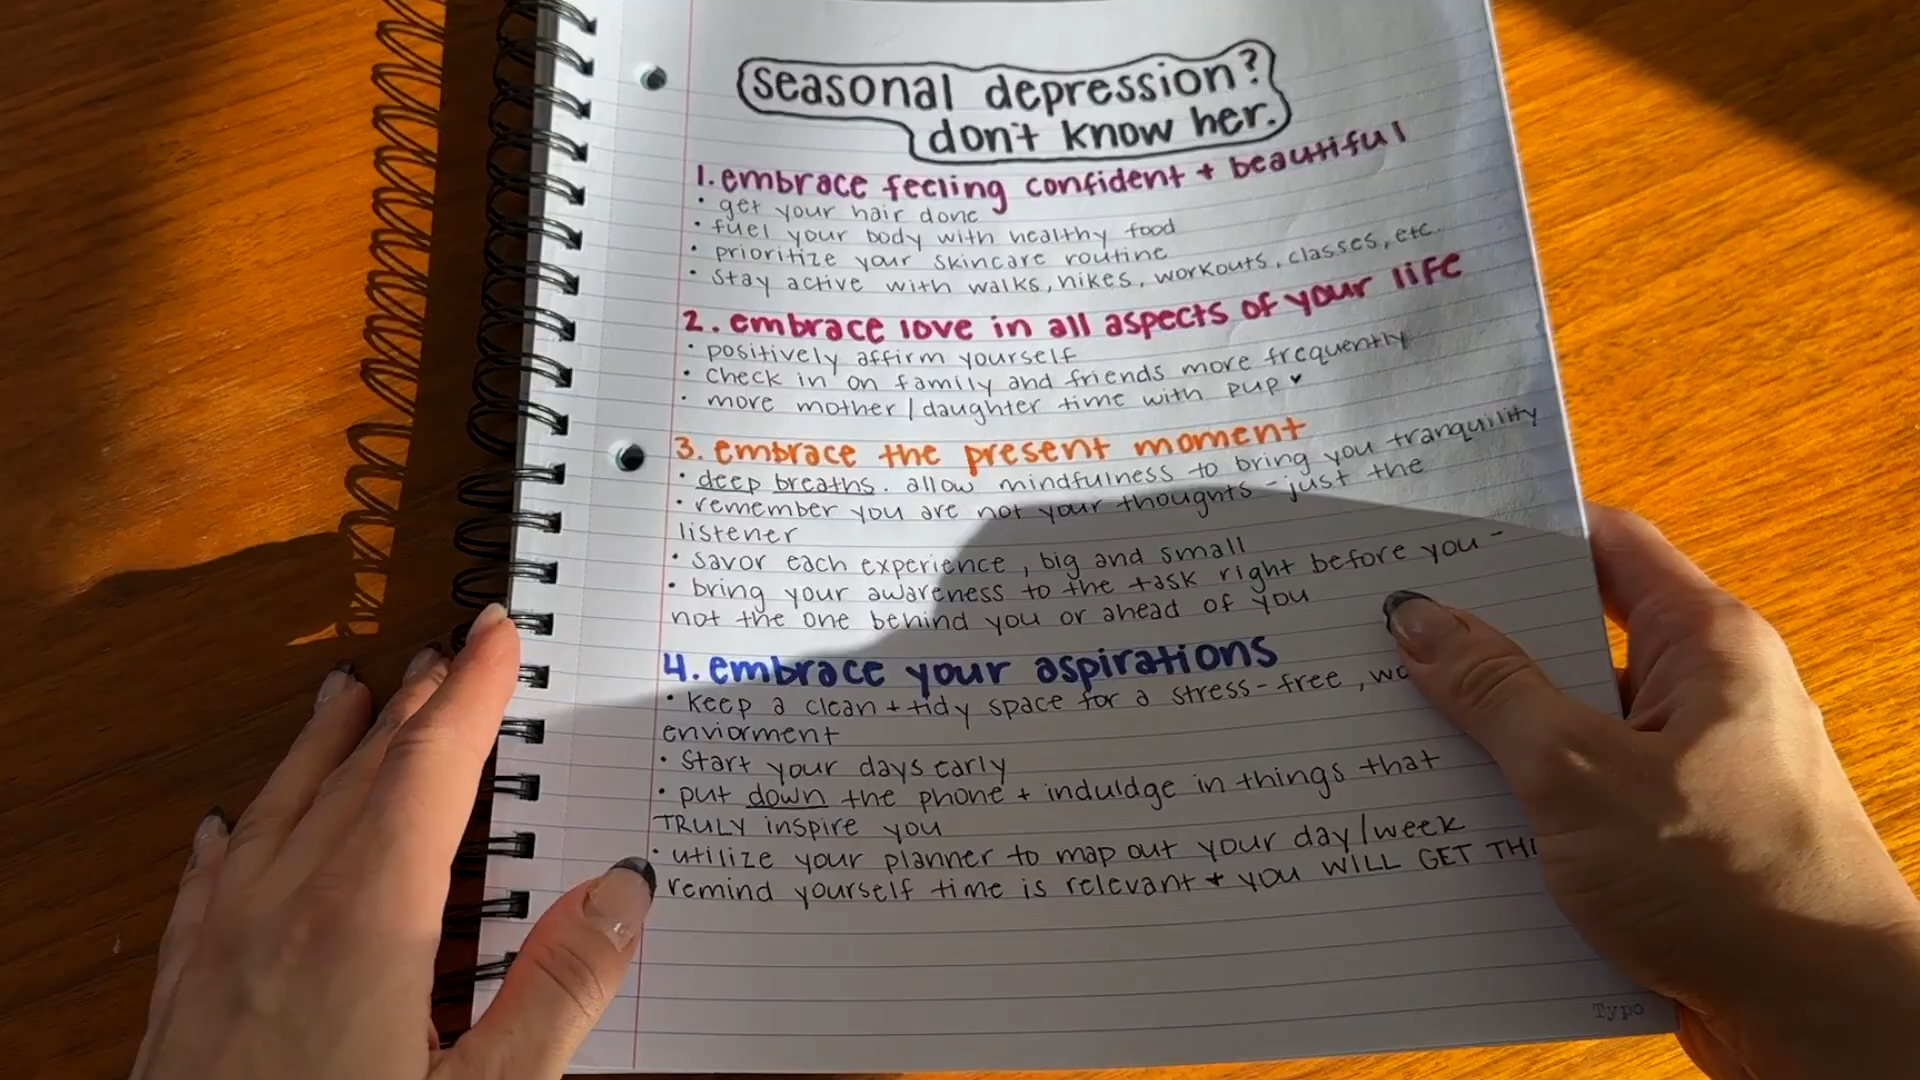 seasonal depression?
don't know her.
1. embrace feeling confident + beautiful
• get your hair done
• fuel your body with healthy food
• prioritize your skincare routine
• stay active with walks, hikes, workouts, classes, etc.
2. embrace love in all aspects of your life
• positively affirm yourself
• check in on family and friends more frequently
• more mother/daughter time with pup ♥
3. embrace the present moment
• deep breaths. allow mindfulness to bring you tranquility
• remember you are not your thoughts - just the
listener
• savor each experience, big and small
• bring your awareness to the task right before you -
not the one behind you or ahead of you
4. embrace your aspirations
• keep a clean + tidy space for a stress-free,
enviorment
• start your days early
• put down the phone + induldge in things that
TRULY inspire you
• utilize your planner to map out your day/week
remind yourself time is relevant + you WILL GET
Typo